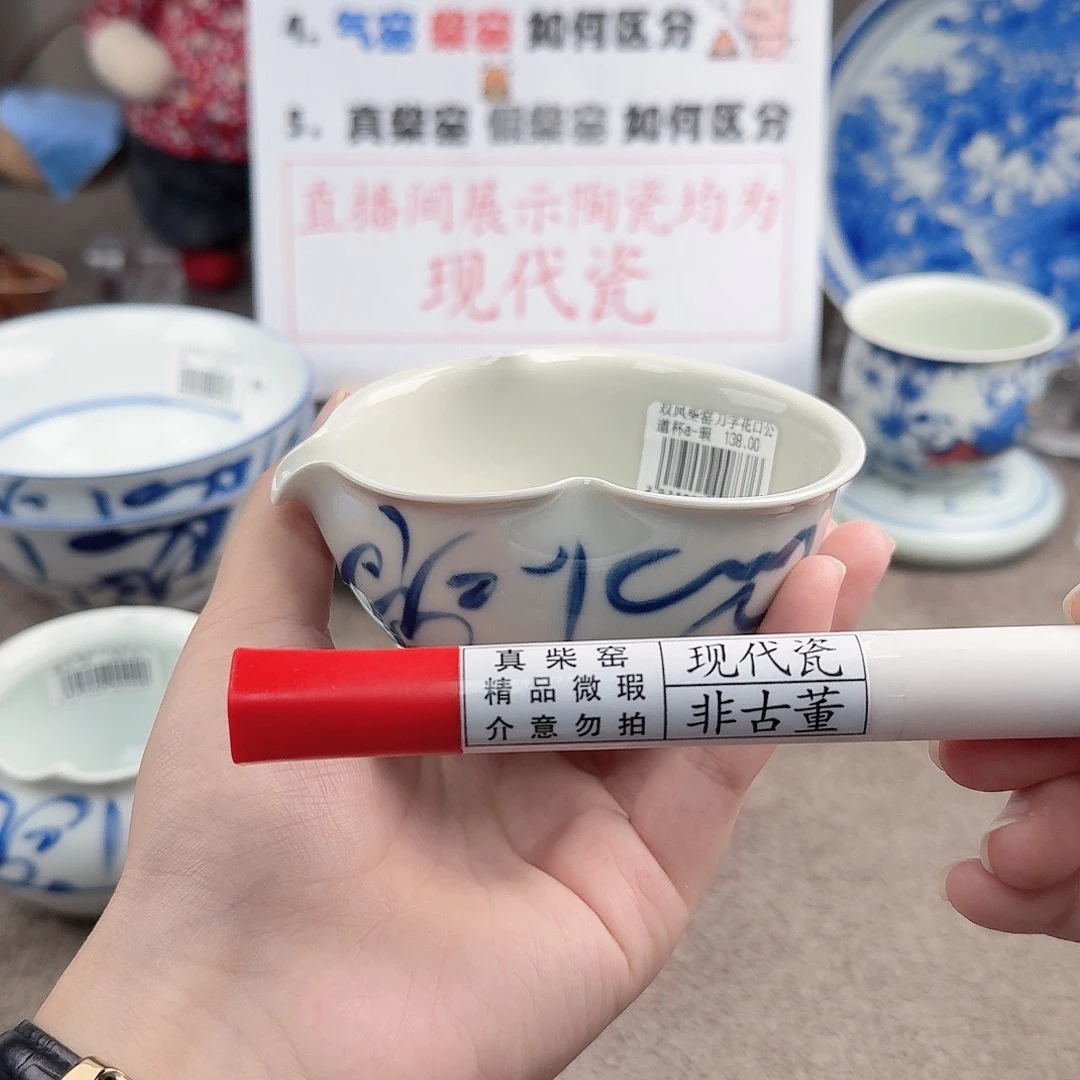 4. 气窑 柴窑 如何区分
5. 真柴窑 假柴窑 如何区分
直播间展示陶瓷均为
现代瓷
双凤柴窑刀字花口公
道杯a-瑕 138.00
真柴窑
精品微瑕
介意勿拍
现代瓷
非古董